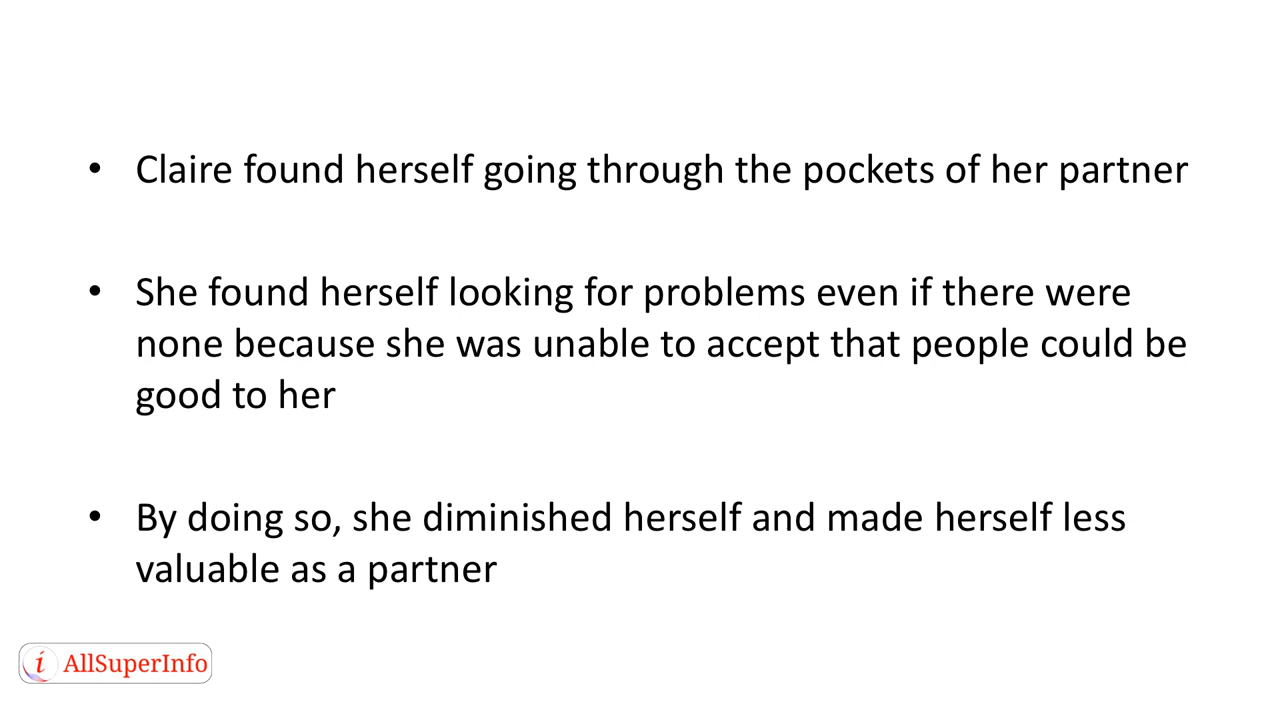 • Claire found herself going through the pockets of her partner
• She found herself looking for problems even if there were
none because she was unable to accept that people could be
good to her
• By doing so, she diminished herself and made herself less
valuable as a partner
i AllSuperInfo